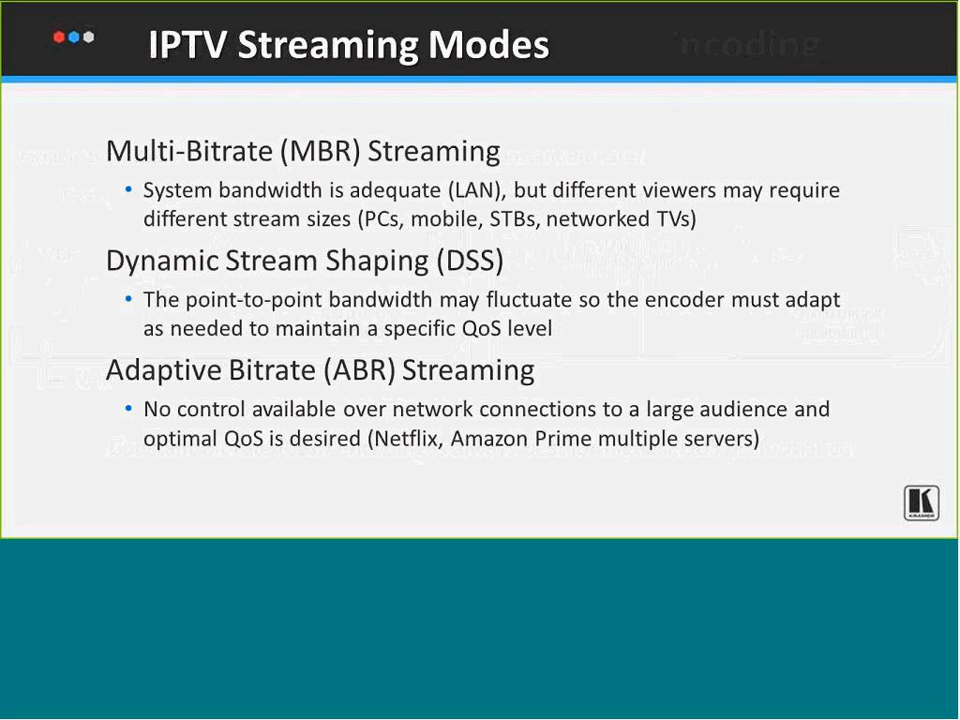 IPTV Streaming Modes
ncoding
Multi-Bitrate (MBR) Streaming
• System bandwidth is adequate (LAN), but different viewers may require
different stream sizes (PCs, mobile, STBs, networked TVs)
Dynamic Stream Shaping (DSS)
• The point-to-point bandwidth may fluctuate so the encoder must adapt
as needed to maintain a specific QoS level
Adaptive Bitrate (ABR) Streaming
• No control available over network connections to a large audience and
optimal QoS is desired (Netflix, Amazon Prime multiple servers)
K
KRAMER